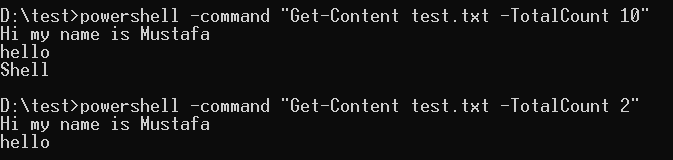 D:\test>powershell -command "Get-Content test.txt -TotalCount 10"
Hi my name is Mustafa
hello
Shell
D:\test>powershell -command "Get-Content test.txt -TotalCount 2"
Hi my name is Mustafa
hello